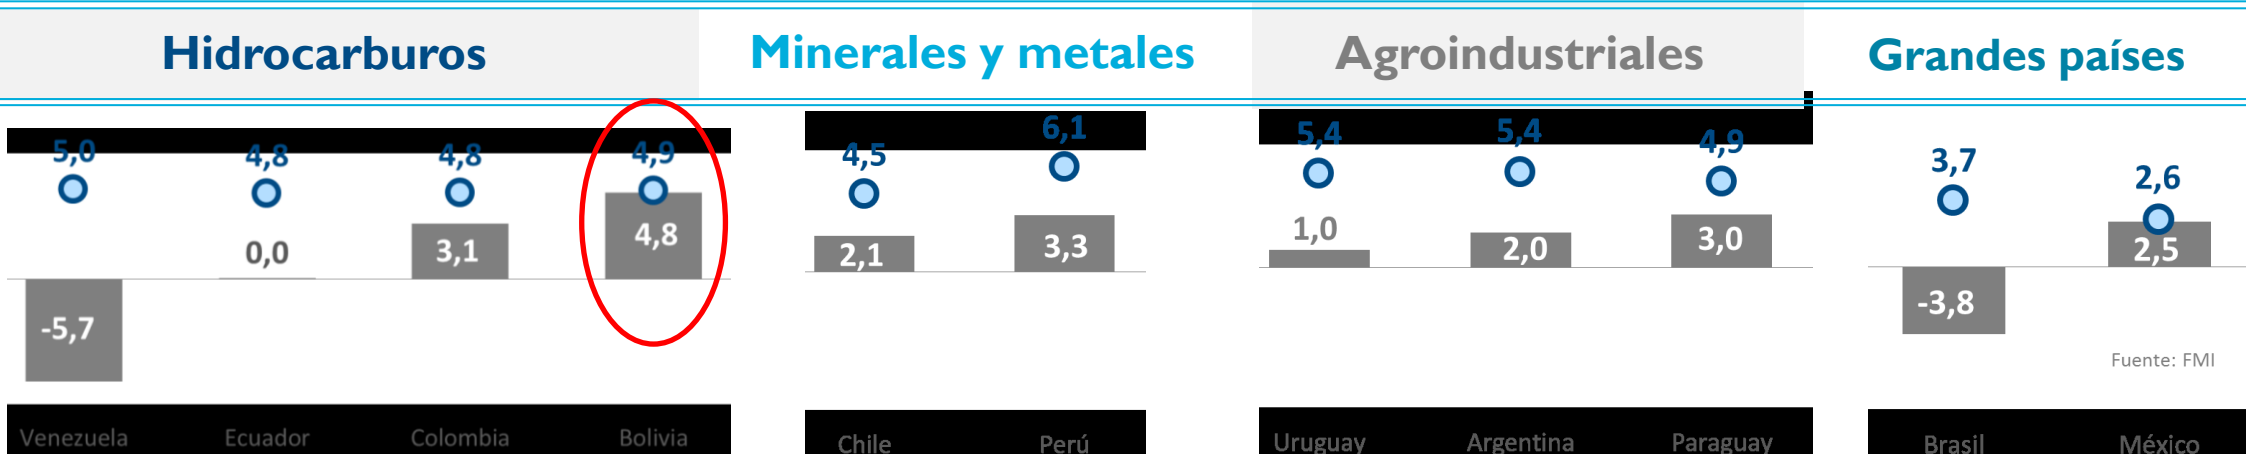 Hidrocarburos
Minerales y metales
Agroindustriales
Grandes países
5,0
4,8
4,8
4,9
0,0
3,1
4,8
-5,7
Venezuela
Ecuador
Colombia
Bolivia
4,5
6,1
2,1
3,3
Chile
Perú
5,4
5,4
4,9
1,0
2,0
3,0
Uruguay
Argentina
Paraguay
3,7
2,6
-3,8
2,5
Fuente: FMI
Brasil
México